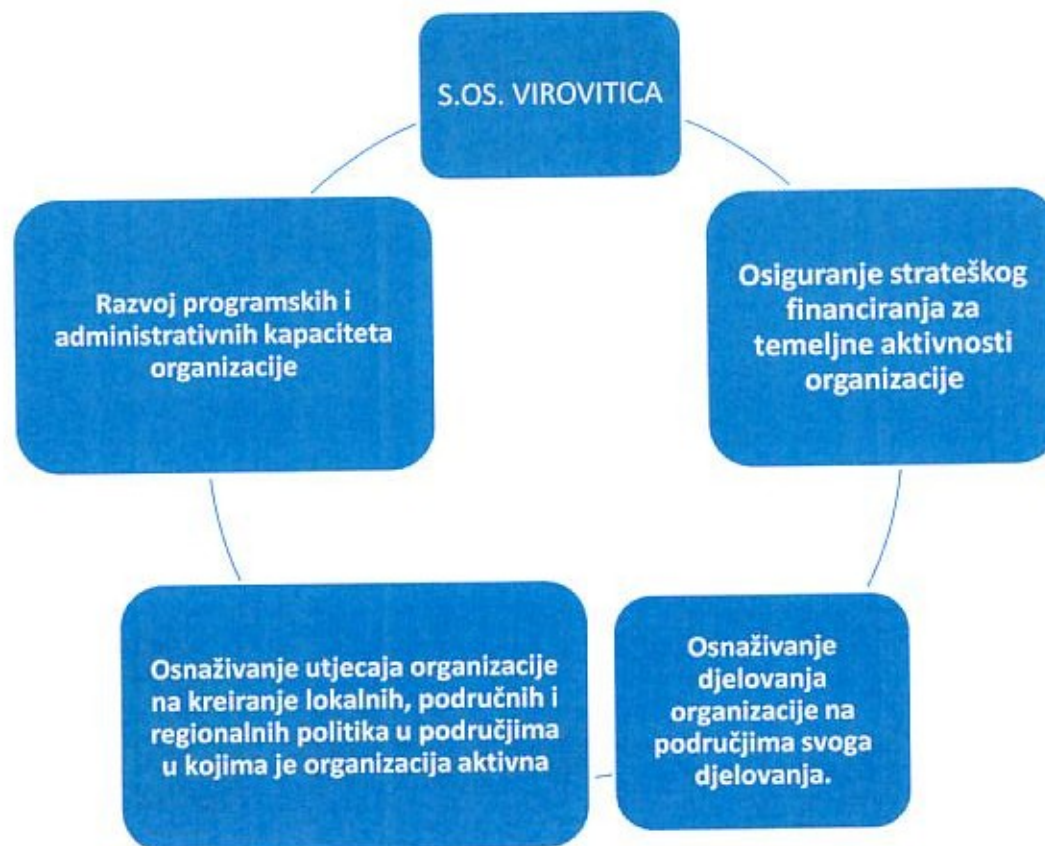 S.OS. VIROVITICA
Razvoj programskih i
administrativnih kapaciteta
organizacije
Osiguranje strateškog
financiranja za
temeljne aktivnosti
organizacije
Osnaživanje utjecaja organizacije
na kreiranje lokalnih, područnih i
regionalnih politika u područjima
u kojima je organizacija aktivna
Osnaživanje
djelovanja
organizacije na
područjima svoga
djelovanja.